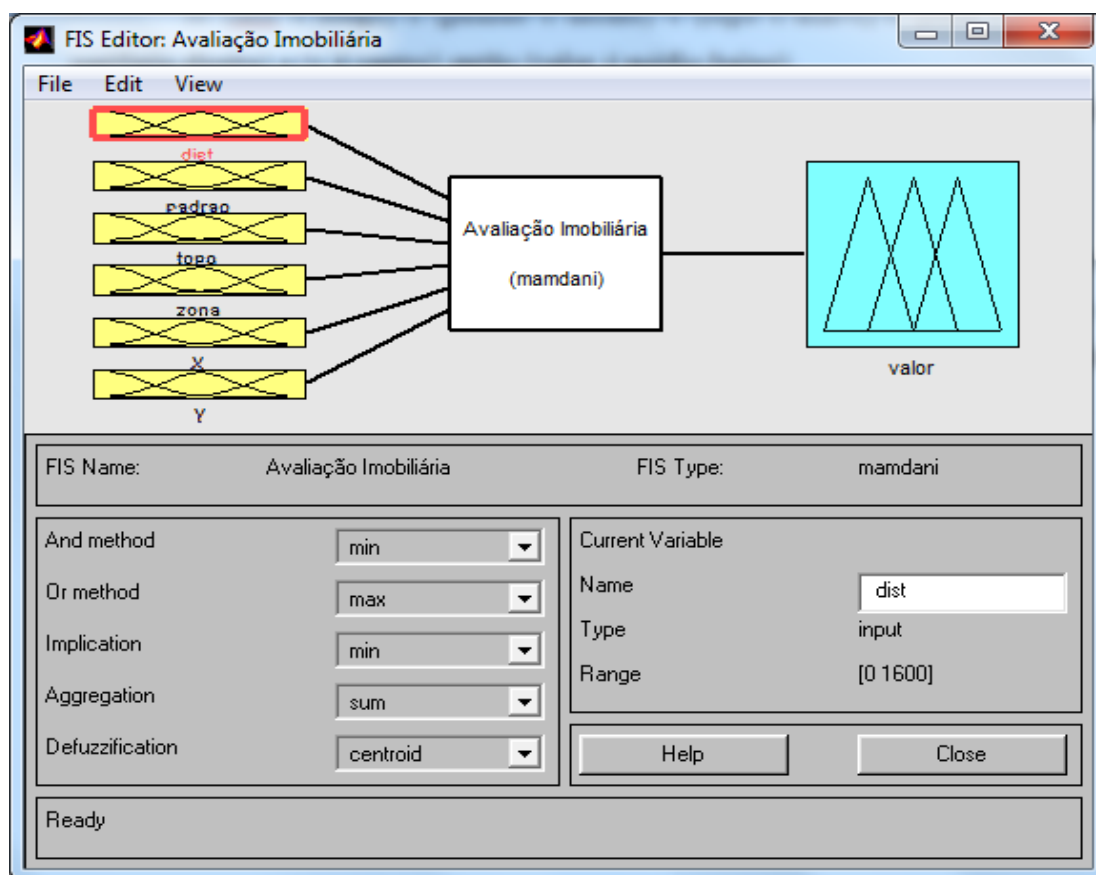 FIS Editor: Avaliação Imobiliária
File Edit View
dist
padrao
topo
zona
X
Y
Avaliação Imobiliária
(mamdani)
valor
FIS Name: Avaliação Imobiliária FIS Type: mamdani
And method min
Or method max
Implication min
Aggregation sum
Defuzzification centroid
Current Variable
Name dist
Type input
Range [0 1600]
Help Close
Ready